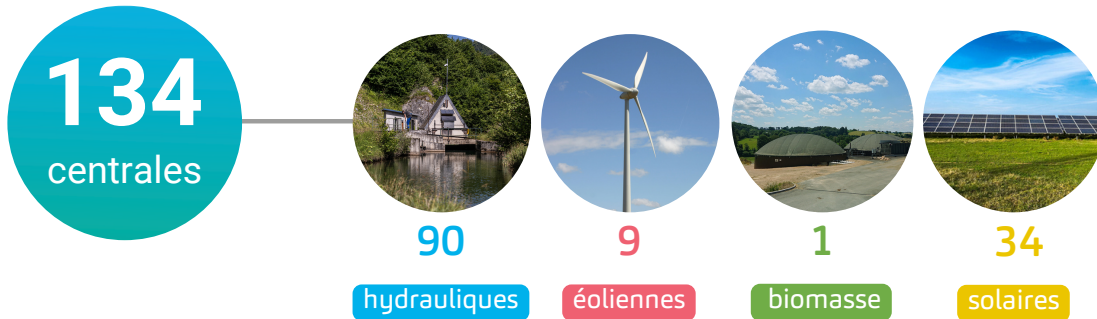 134
centrales
90
9
1
34
hydrauliques
éoliennes
biomasse
solaires